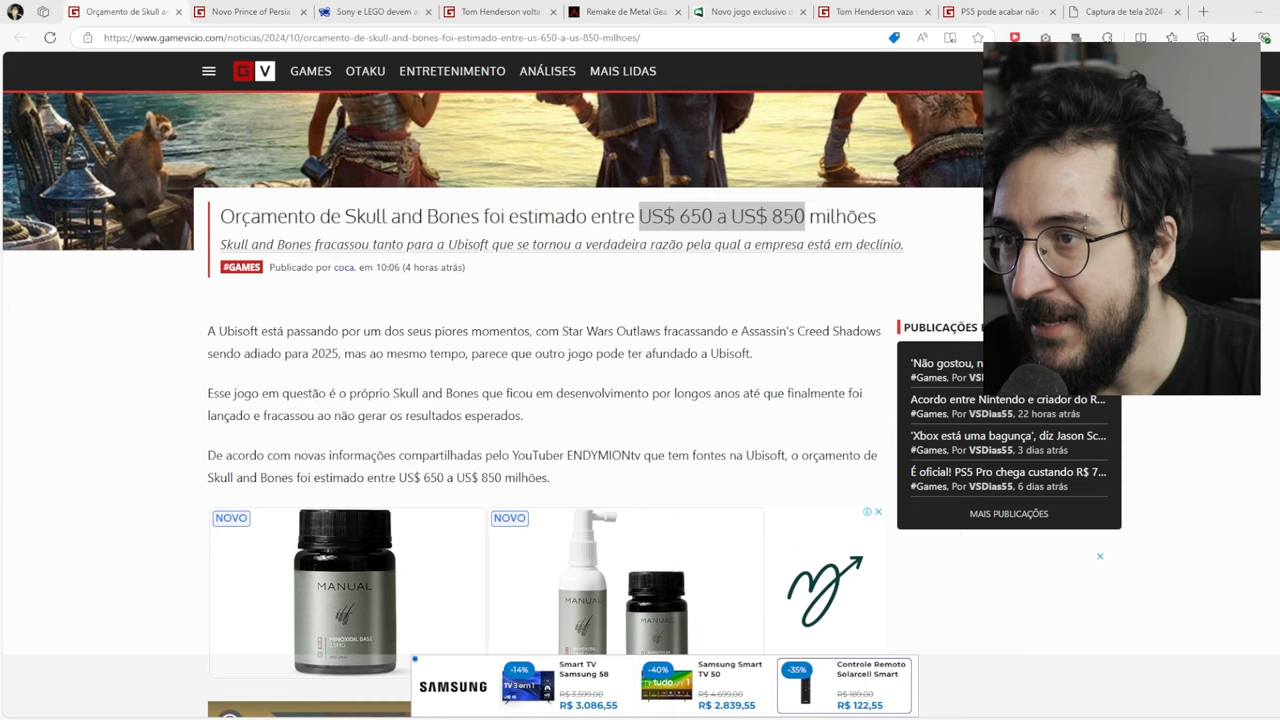 Orçamento de Skull an
Novo Prince of Persia
Sony e LEGO devem a
Tom Henderson volta
Remake de Metal Gea
Novo jogo exclusivo d
Tom Henderson vaza
PS5 pode acabar não
Captura de tela 2024-
https://www.gamevicio.com/noticias/2024/10/orcamento-de-skull-and-bones-foi-estimado-entre-us-650-a-us-850-milhoes/
G V GAMES OTAKU ENTRETENIMENTO ANÁLISES MAIS LIDAS
Orçamento de Skull and Bones foi estimado entre US$ 650 a US$ 850 milhões
Skull and Bones fracassou tanto para a Ubisoft que se tornou a verdadeira razão pela qual a empresa está em declínio.
#GAMES Publicado por coca, em 10:06 (4 horas atrás)
A Ubisoft está passando por um dos seus piores momentos, com Star Wars Outlaws fracassando e Assassin's Creed Shadows
sendo adiado para 2025, mas ao mesmo tempo, parece que outro jogo pode ter afundado a Ubisoft.
Esse jogo em questão é o próprio Skull and Bones que ficou em desenvolvimento por longos anos até que finalmente foi
lançado e fracassou ao não gerar os resultados esperados.
De acordo com novas informações compartilhadas pelo YouTuber ENDYMIONtv que tem fontes na Ubisoft, o orçamento de
Skull and Bones foi estimado entre US$ 650 a US$ 850 milhões.
PUBLICAÇÕES
'Não gostou, n
#Games, Por VSD
Acordo entre Nintendo e criador do R...
#Games, Por VSDias55, 22 horas atrás
'Xbox está uma bagunça', diz Jason Sc...
#Games, Por VSDias55, 3 dias atrás
É oficial! PS5 Pro chega custando R$ 7...
#Games, Por VSDias55, 6 dias atrás
MAIS PUBLICAÇÕES
NOVO
MANUAL
MINOXIDIL BASE
NOVO
MANUAL
MANUAL
SAMSUNG
-14%
Smart TV
Samsung 58
R$ 3.599,00
R$ 3.086,55
-40%
Samsung Smart
TV 50
R$ 4.699,00
R$ 2.839,55
-35%
Controle Remoto
Solarcell Smart
R$ 189,00
R$ 122,55